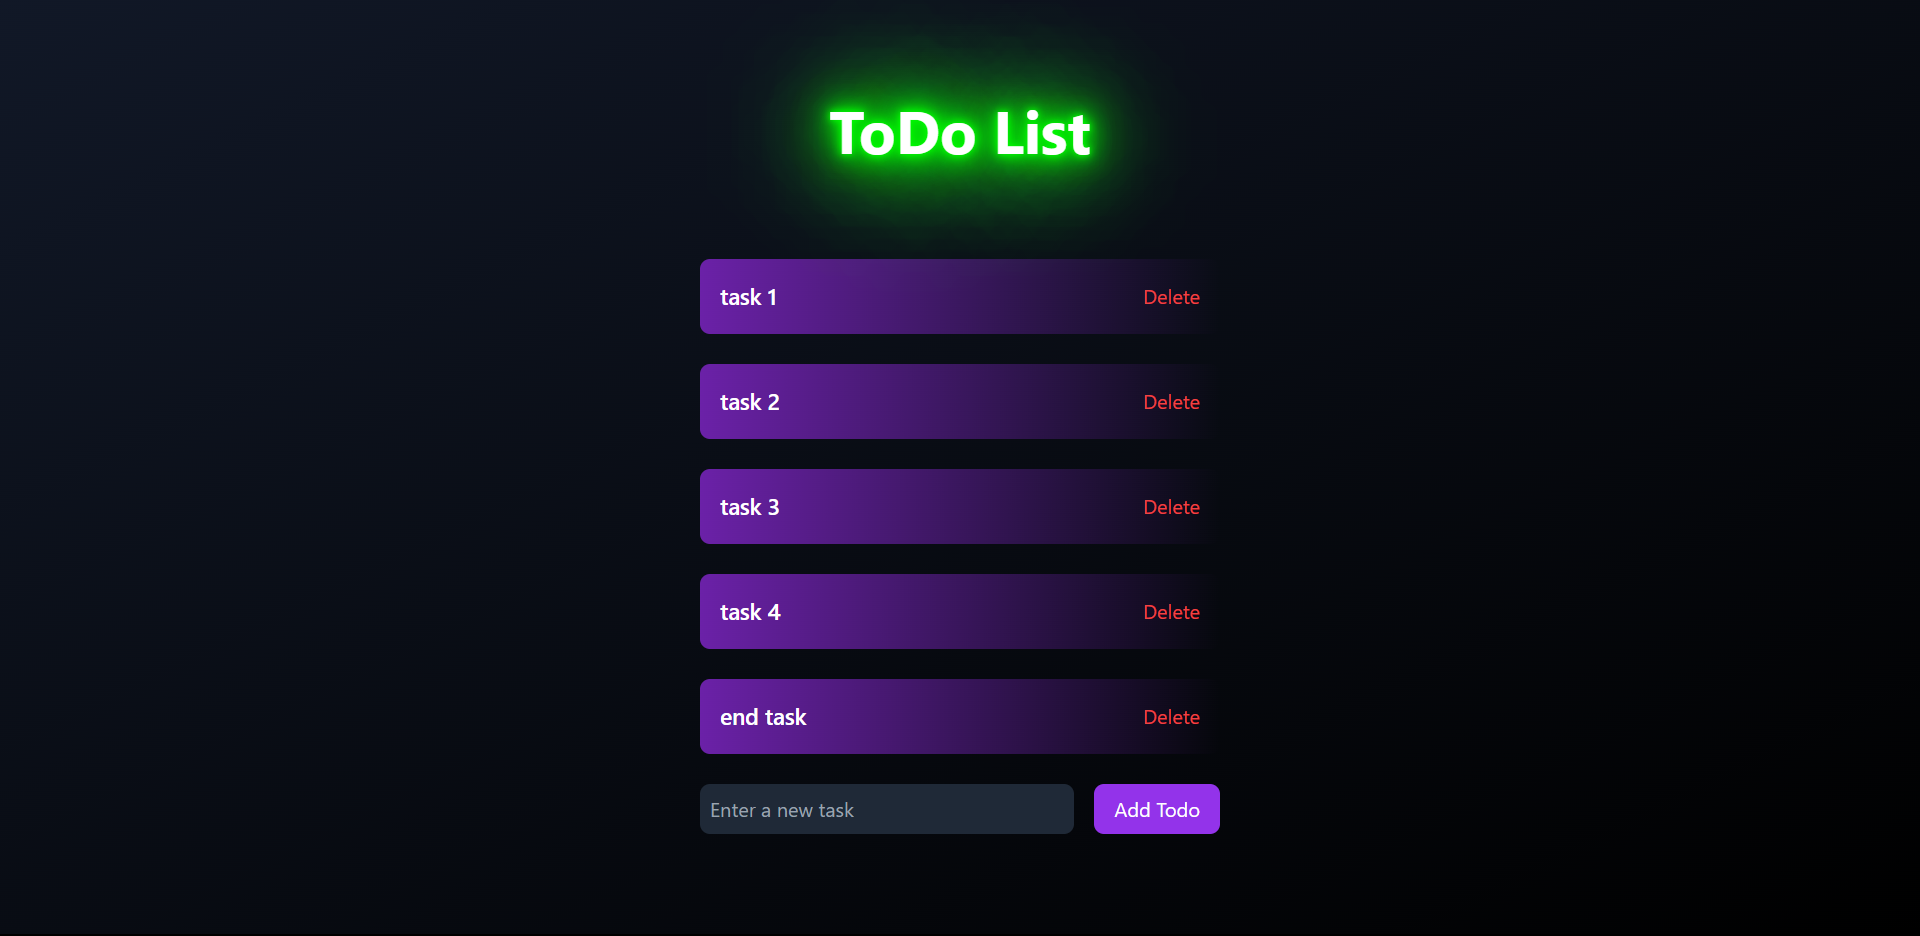 ToDo List
task 1 Delete
task 2 Delete
task 3 Delete
task 4 Delete
end task Delete
Enter a new task Add Todo